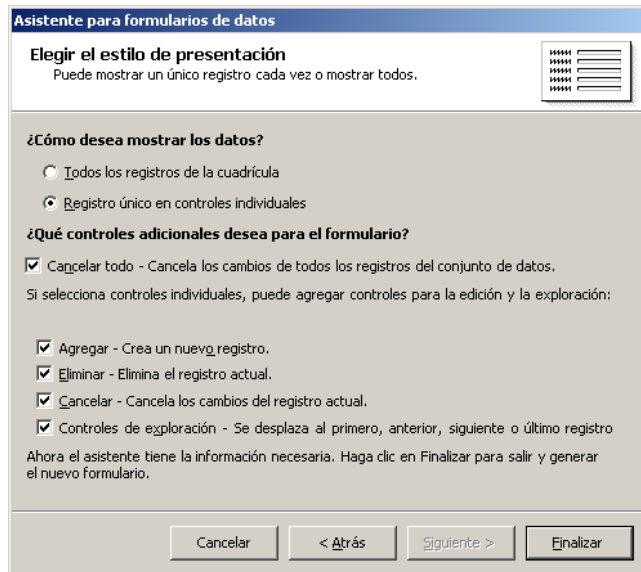 Asistente para formularios de datos
Elegir el estilo de presentación
Puede mostrar un único registro cada vez o mostrar todos.
¿Cómo desea mostrar los datos?
Todos los registros de la cuadrícula
Registro único en controles individuales
¿Qué controles adicionales desea para el formulario?
Cancelar todo - Cancela los cambios de todos los registros del conjunto de datos.
Si selecciona controles individuales, puede agregar controles para la edición y la exploración:
Agregar - Crea un nuevo registro.
Eliminar - Elimina el registro actual.
Cancelar - Cancela los cambios del registro actual.
Controles de exploración - Se desplaza al primero, anterior, siguiente o último registro
Ahora el asistente tiene la información necesaria. Haga clic en Finalizar para salir y generar
el nuevo formulario.
Cancelar
< Atrás
Siguiente >
Finalizar